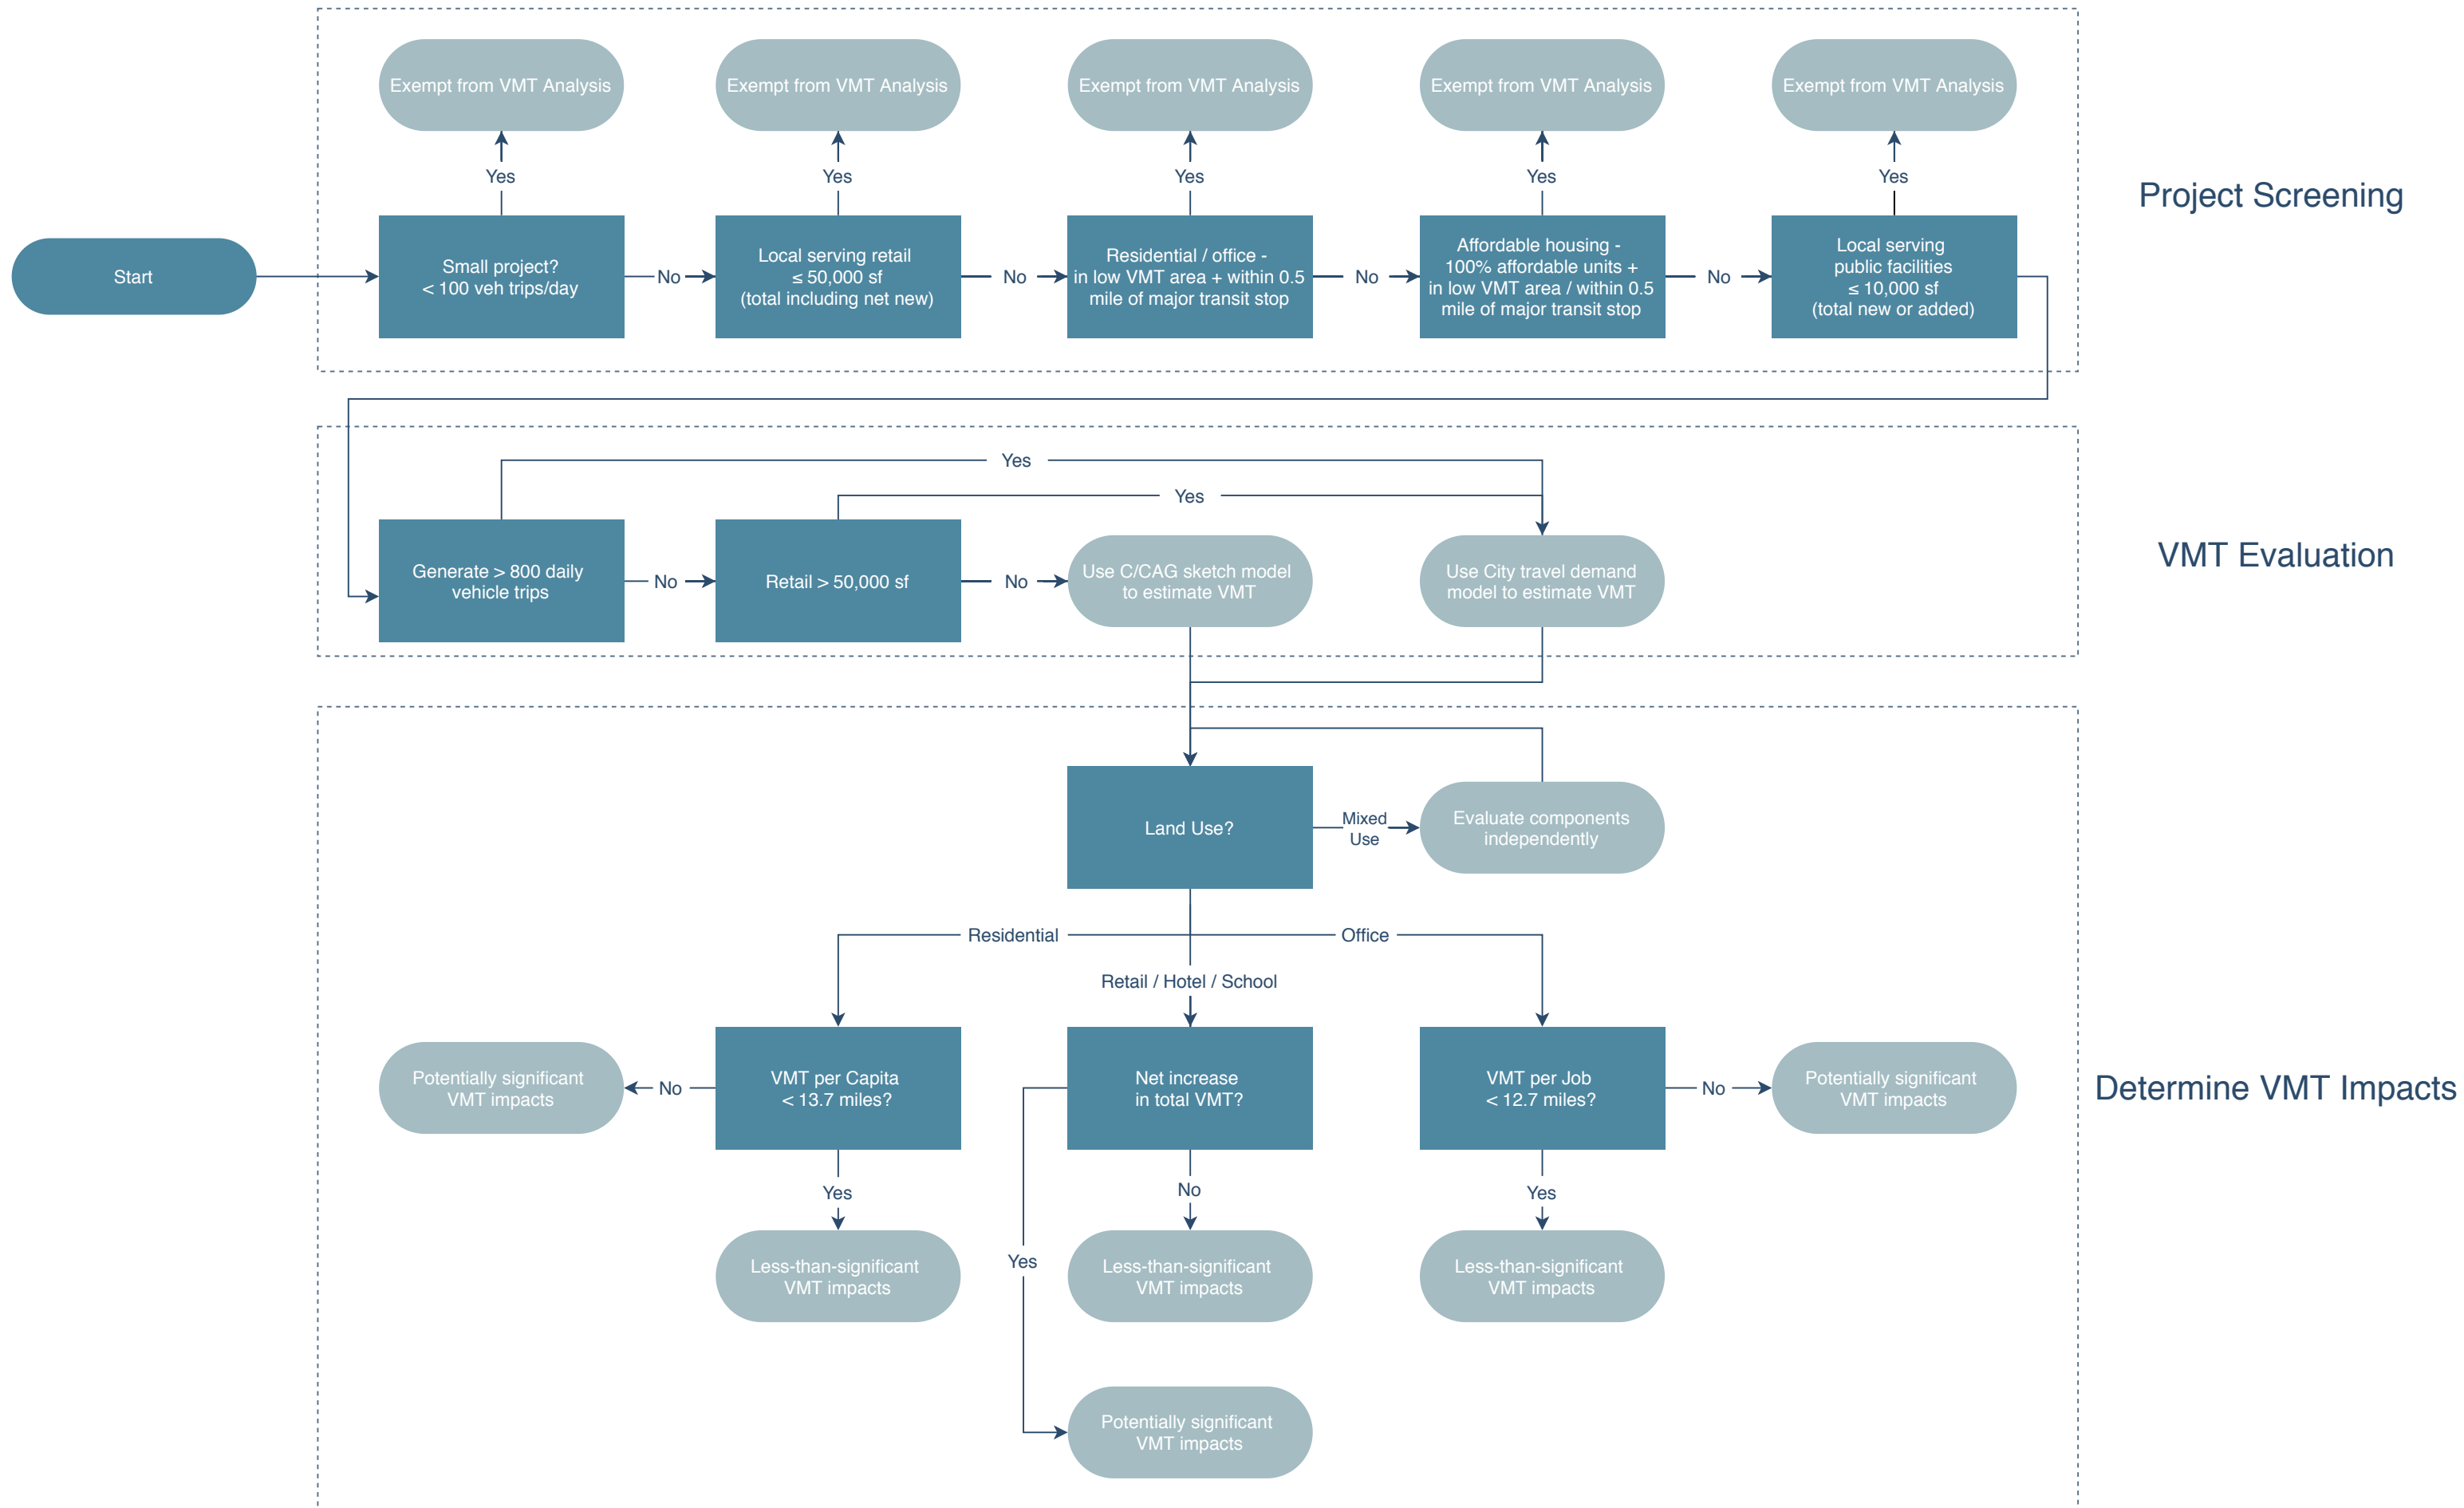 Exempt from VMT Analysis
Exempt from VMT Analysis
Exempt from VMT Analysis
Exempt from VMT Analysis
Exempt from VMT Analysis
Yes
Yes
Yes
Yes
Yes
Project Screening
Start
Small project?
< 100 veh trips/day
No
Local serving retail
≤ 50,000 sf
(total including net new)
No
Residential / office -
in low VMT area + within 0.5
mile of major transit stop
No
Affordable housing -
100% affordable units +
in low VMT area / within 0.5
mile of major transit stop
No
Local serving
public facilities
≤ 10,000 sf
(total new or added)
Yes
Yes
VMT Evaluation
Generate > 800 daily
vehicle trips
No
Retail > 50,000 sf
No
Use C/CAG sketch model
to estimate VMT
Use City travel demand
model to estimate VMT
Land Use?
Mixed
Use
Evaluate components
independently
Residential
Office
Retail / Hotel / School
Potentially significant
VMT impacts
No
VMT per Capita
< 13.7 miles?
Net increase
in total VMT?
VMT per Job
< 12.7 miles?
No
Potentially significant
VMT impacts
Determine VMT Impacts
Yes
No
Yes
Less-than-significant
VMT impacts
Yes
Less-than-significant
VMT impacts
Less-than-significant
VMT impacts
Potentially significant
VMT impacts